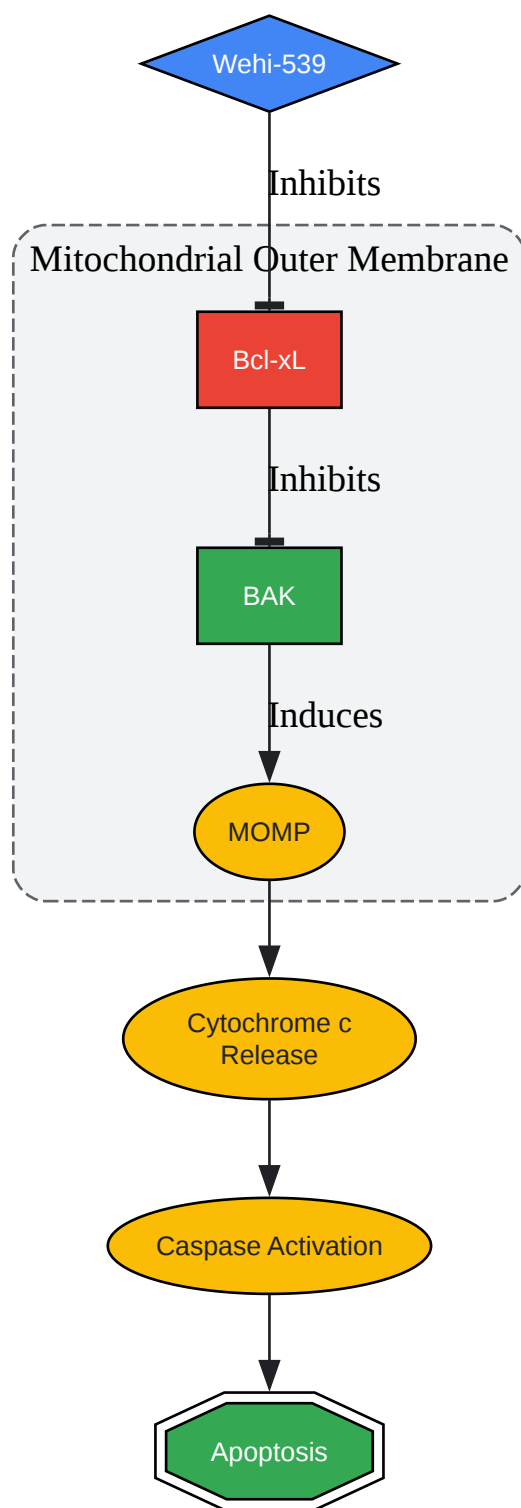 Wehi-539
Inhibits
Mitochondrial Outer Membrane
Bcl-xL
Inhibits
BAK
Induces
MOMP
Cytochrome c
Release
Caspase Activation
Apoptosis